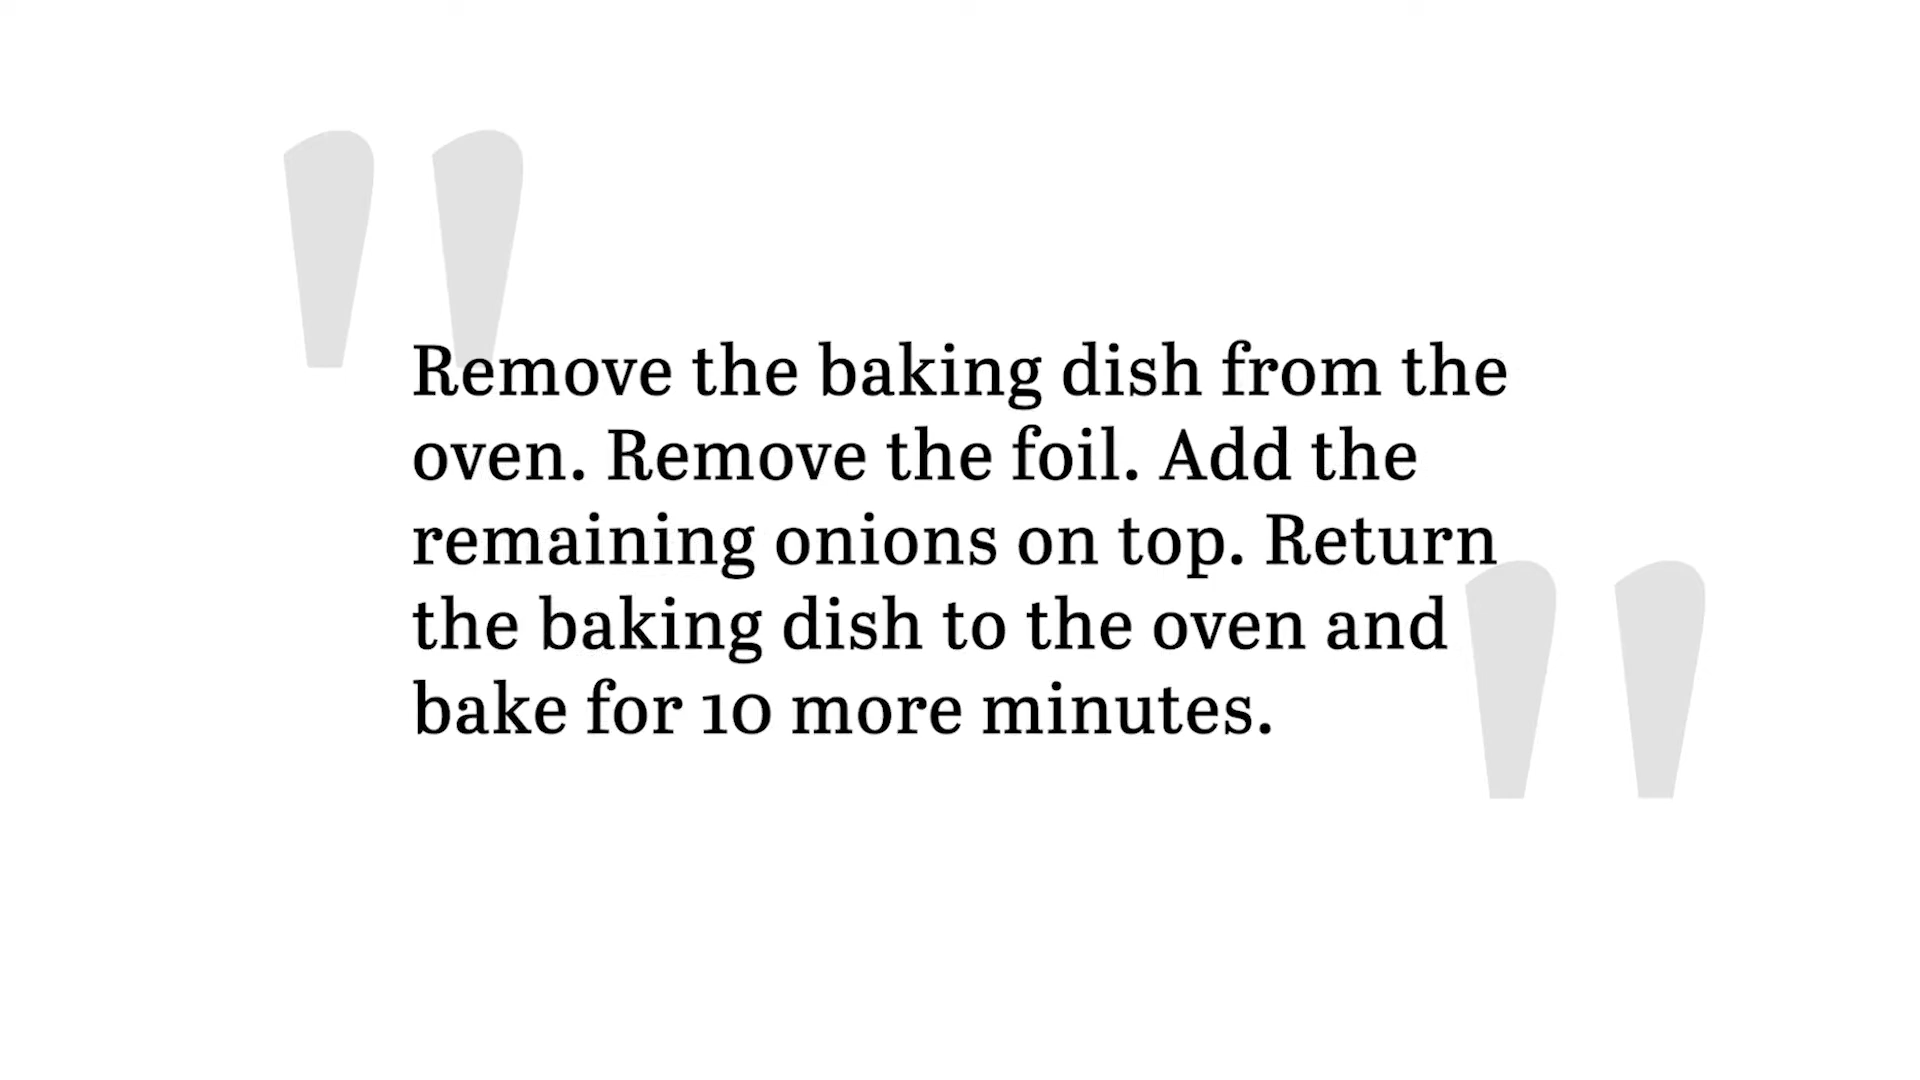 Remove the baking dish from the
oven. Remove the foil. Add the
remaining onions on top. Return
the baking dish to the oven and
bake for 10 more minutes.